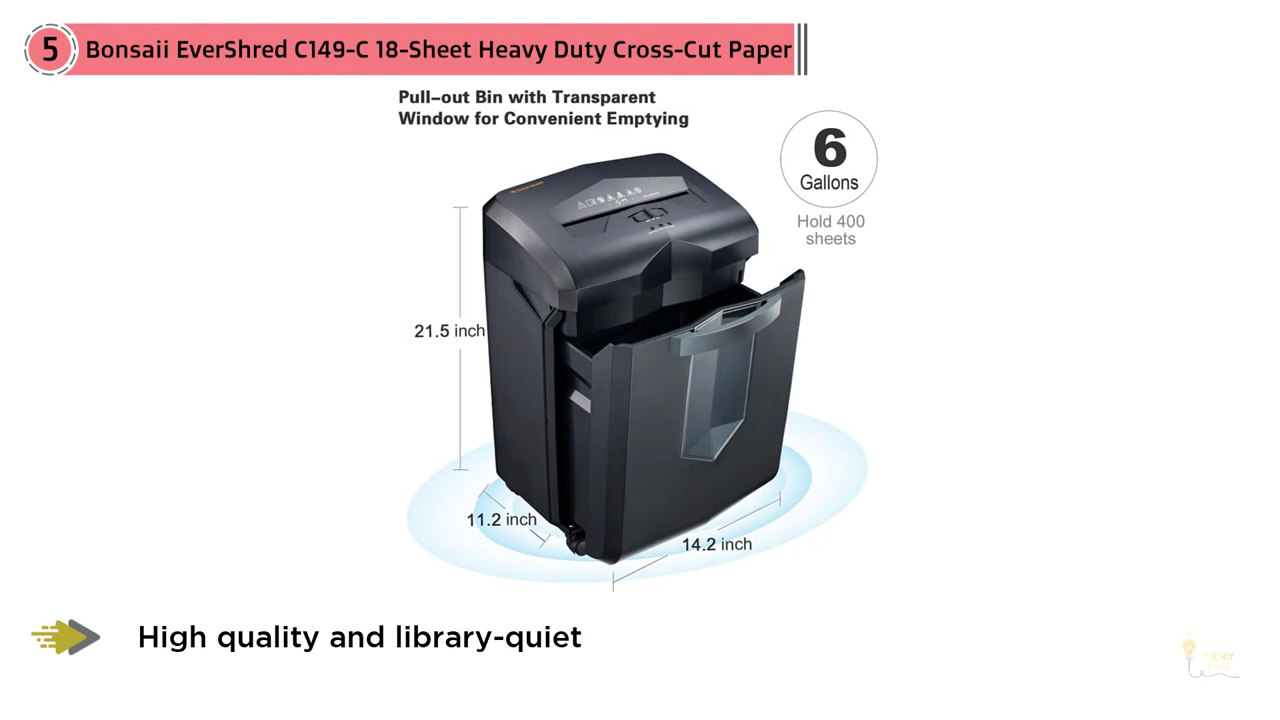 5 Bonsaii EverShred C149-C 18-Sheet Heavy Duty Cross-Cut Paper
Pull-out Bin with Transparent
Window for Convenient Emptying
6
Gallons
Hold 400
sheets
21.5 inch
11.2 inch
14.2 inch
High quality and library-quiet
TRENDY